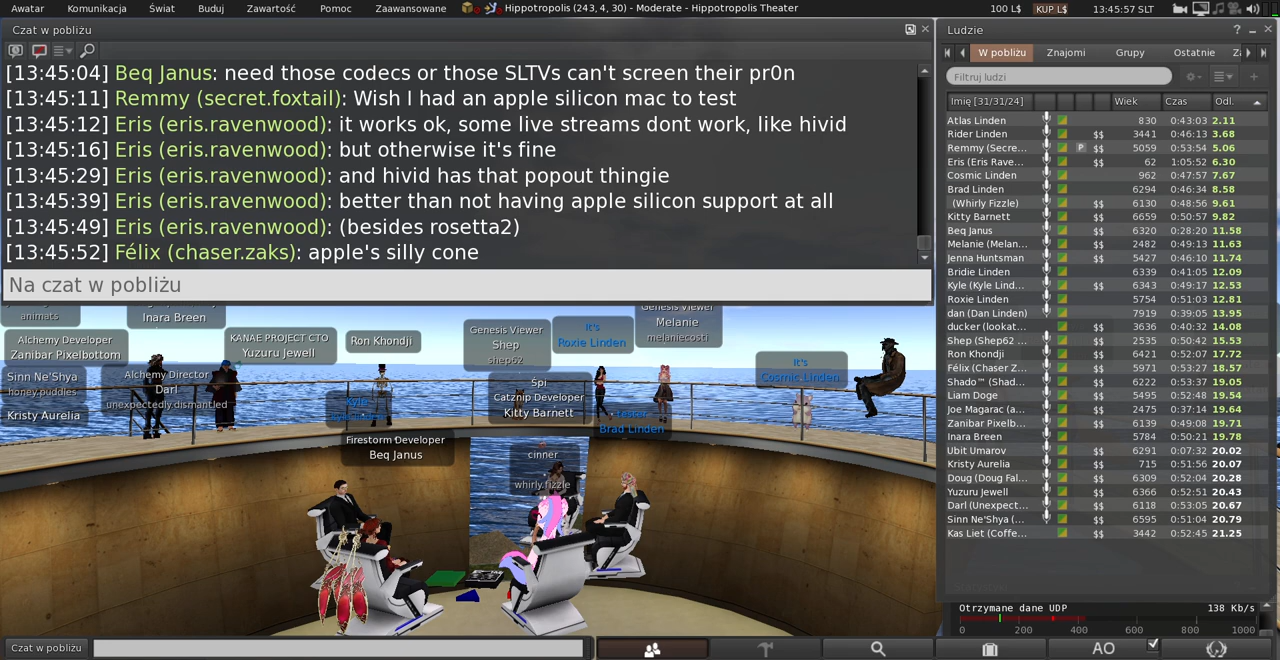 Awatar Komunikacja Świat Buduj Zawartość Pomoc Zaawansowane Hippotropolis (243, 4, 30) - Moderate - Hippotropolis Theater 100 L$ KUP L$ 13:45:57 SLT
Czat w pobliżu
[13:45:04] Beq Janus: need those codecs or those SLTVs can't screen their pr0n
[13:45:11] Remmy (secret.foxtail): Wish I had an apple silicon mac to test
[13:45:12] Eris (eris.ravenwood): it works ok, some live streams dont work, like hivid
[13:45:16] Eris (eris.ravenwood): but otherwise it's fine
[13:45:29] Eris (eris.ravenwood): and hivid has that popout thingie
[13:45:39] Eris (eris.ravenwood): better than not having apple silicon support at all
[13:45:49] Eris (eris.ravenwood): (besides rosetta2)
[13:45:52] Félix (chaser.zaks): apple's silly cone
Na czat w pobliżu
animats
Inara Breen
Alchemy Developer
Zanibar Pixelbottom
KANAE PROJECT CTO
Yuzuru Jewell
Ron Khondji
Genesis Viewer
Shep
shep62
It's
Roxie Linden
Genesis Viewer
Melanie
melaniecosti
It's
Cosmic Linden
Sinn Ne'Shya
honey.puddles
Alchemy Director
Darl
unexpectedly.dismantled
Kristy Aurelia
Kyle
Špi
Catznip Developer
Kitty Barnett
Brad Linden
Firestorm Developer
Beq Janus
cinner
whirly.fizzle
Ludzie
W pobliżu Znajomi Grupy Ostatnie
Filtruj ludzi
Imię [31/31/24] Wiek Czas Odl.
Atlas Linden 830 0:43:03 2.11
Rider Linden $$ 3441 0:46:13 3.68
Remmy (Secre... P $$ 5059 0:53:54 5.06
Eris (Eris Rave... $$ 62 1:05:52 6.30
Cosmic Linden 962 0:47:57 7.67
Brad Linden 6294 0:46:34 8.58
(Whirly Fizzle) $$ 6130 0:48:56 9.61
Kitty Barnett 6659 0:50:57 9.82
Beq Janus $$ 6320 0:28:20 11.58
Melanie (Melan... $$ 2482 0:49:13 11.63
Jenna Huntsman $$ 5427 0:46:10 11.74
Bridie Linden 6339 0:41:05 12.09
Kyle (Kyle Lind... $$ 6343 0:49:17 12.53
Roxie Linden 5754 0:51:03 12.81
dan (Dan Linden) 7919 0:39:05 13.95
ducker (lookat... $$ 3636 0:40:32 14.08
Shep (Shep62 ... $$ 2535 0:50:42 15.53
Ron Khondji $$ 6421 0:52:07 17.72
Félix (Chaser Z... $$ 5971 0:53:27 18.57
Shado™ (Shad... $$ 6222 0:53:37 19.05
Liam Doge $$ 5495 0:52:48 19.54
Joe Magarac (a... $$ 2475 0:37:14 19.64
Zanibar Pixelb... $$ 6139 0:49:08 19.71
Inara Breen 5784 0:50:21 19.78
Ubit Umarov $$ 6291 0:07:32 20.02
Kristy Aurelia $$ 715 0:51:56 20.07
Doug (Doug Fal... $$ 6309 0:52:04 20.28
Yuzuru Jewell $$ 6366 0:52:51 20.43
Darl (Unexpect... $$ 6118 0:53:05 20.67
Sinn Ne'Shya (... $$ 6595 0:51:04 20.79
Kas Liet (Coffe... $$ 3442 0:52:45 21.25
Otrzymane dane UDP 138 Kb/s
0 200 400 600 800 1000
Czat w pobliżu
AO